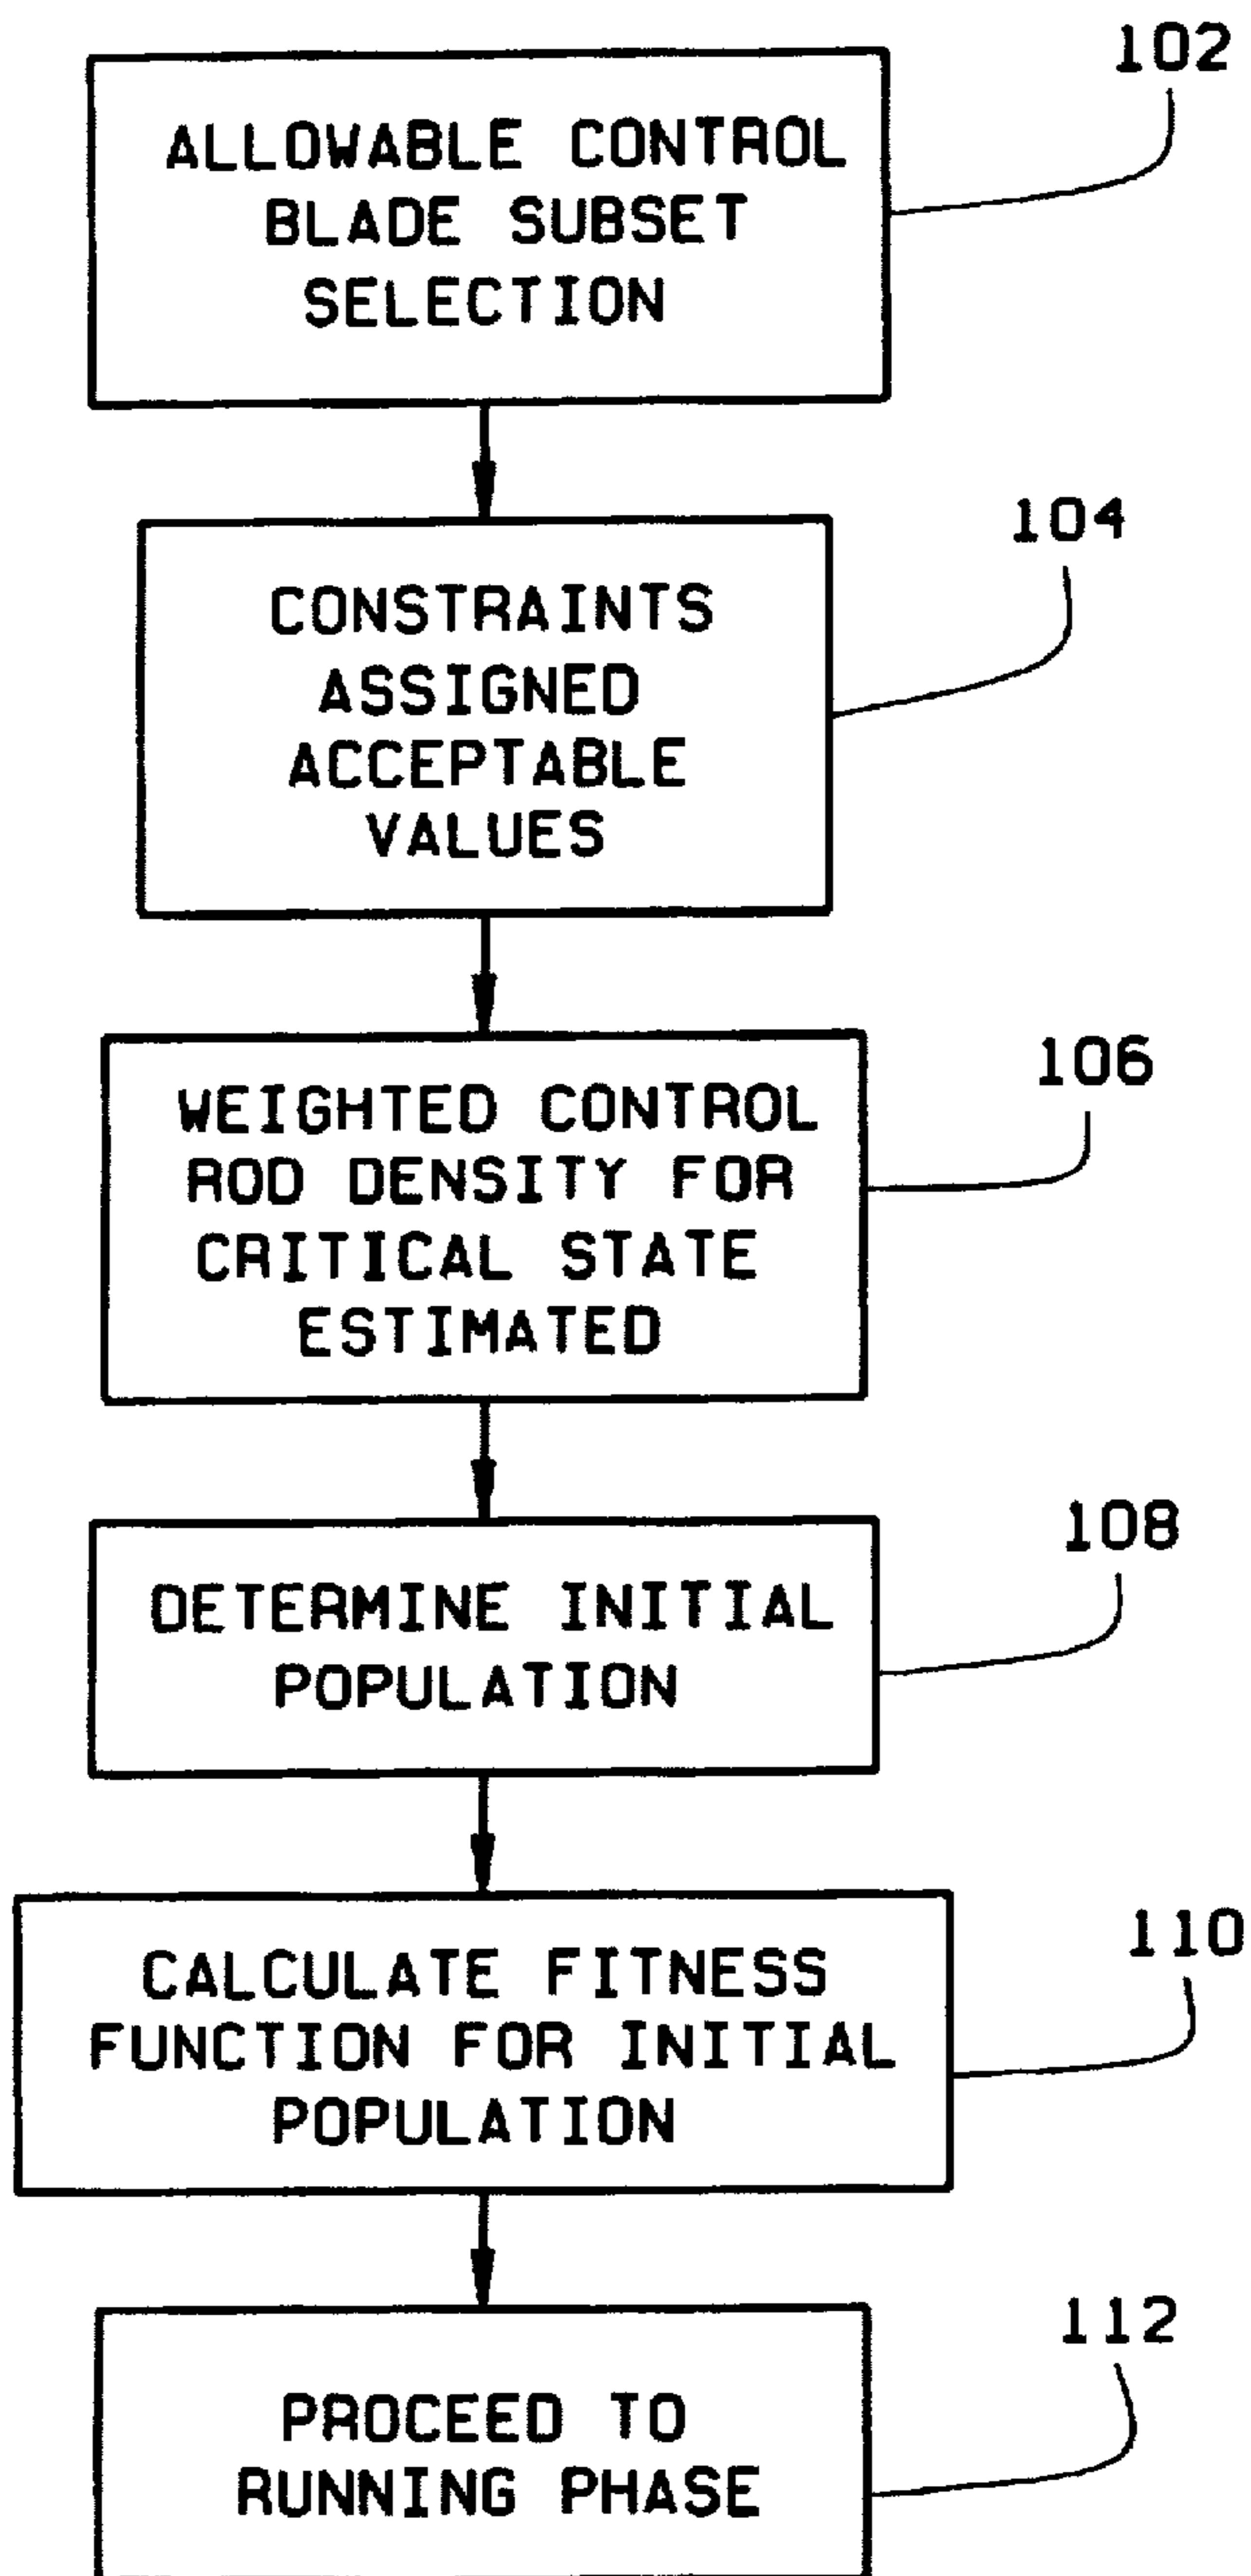 102
ALLOWABLE CONTROL
BLADE SUBSET
SELECTION
104
CONSTRAINTS
ASSIGNED
ACCEPTABLE
VALUES
106
WEIGHTED CONTROL
ROD DENSITY FOR
CRITICAL STATE
ESTIMATED
108
DETERMINE INITIAL
POPULATION
110
CALCULATE FITNESS
FUNCTION FOR INITIAL
POPULATION
112
PROCEED TO
RUNNING PHASE